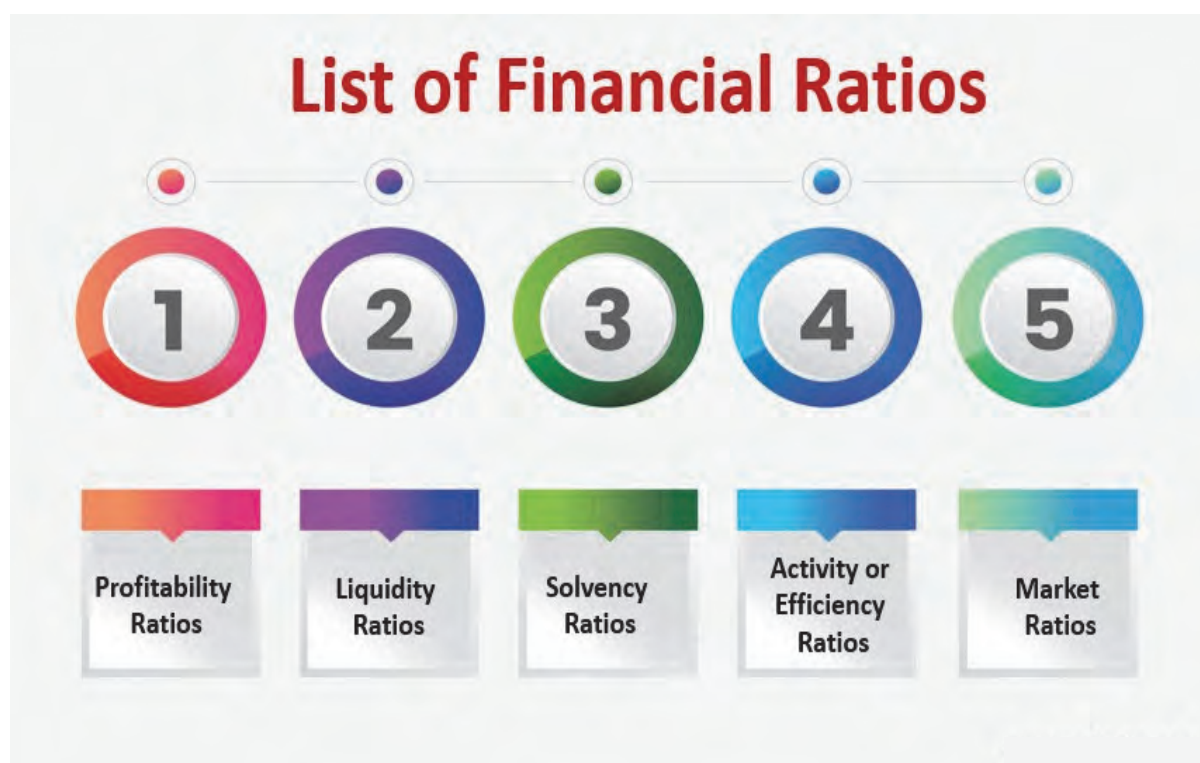 List of Financial Ratios
1
2
3
4
5
Profitability
Ratios
Liquidity
Ratios
Solvency
Ratios
Activity or
Efficiency
Ratios
Market
Ratios